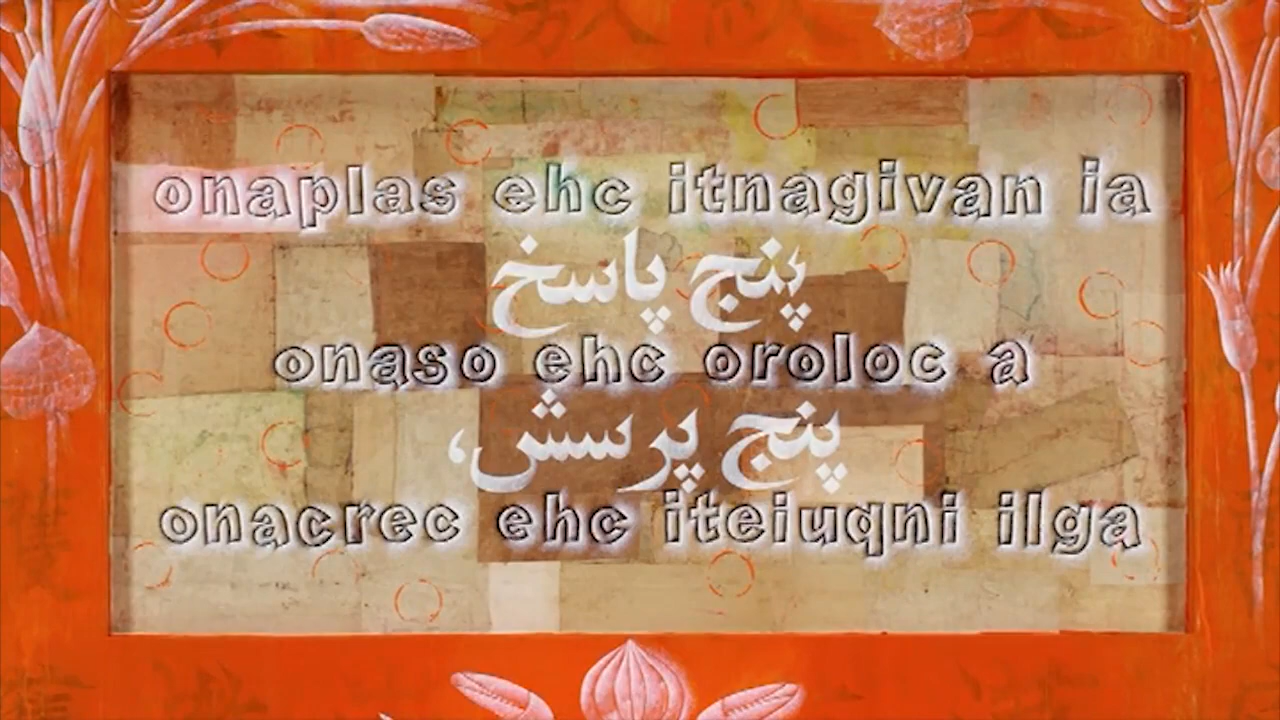 onaplas ehc itnagivan ia
پنج پاسخ
onaso ehc oroloc a
پنج پرسش،
onacrec ehc iteiuqni ilga